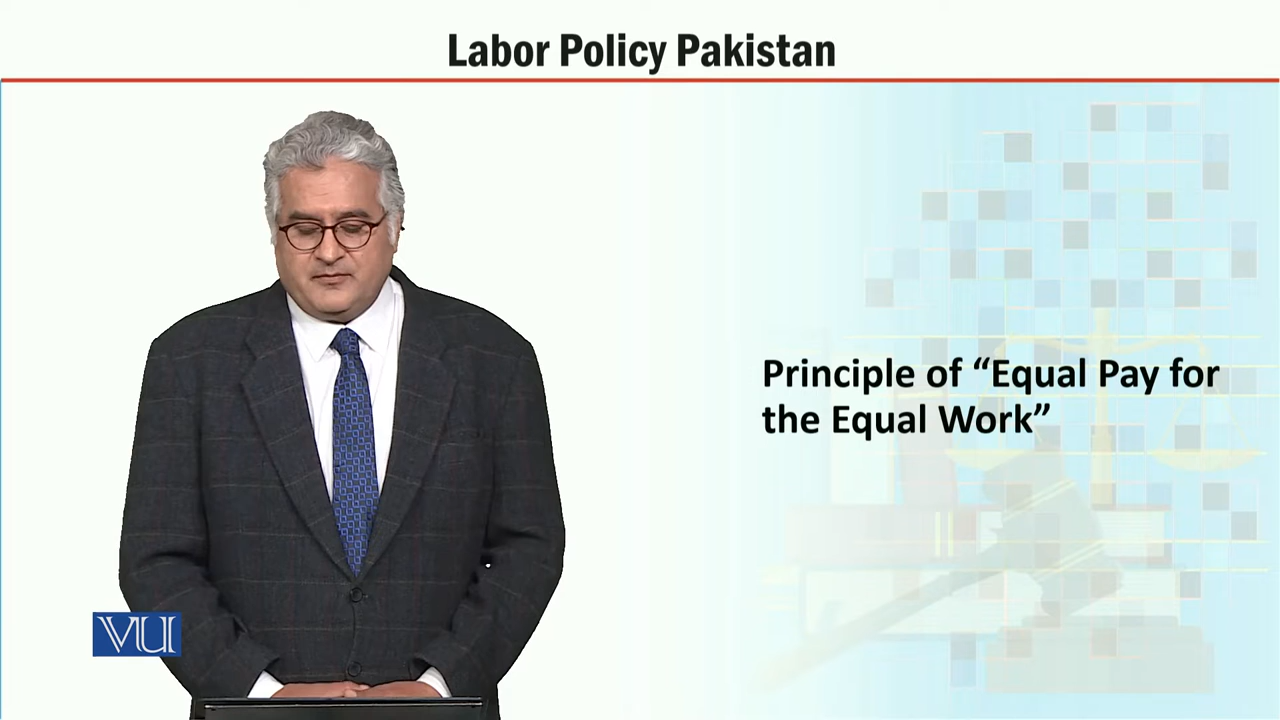 Labor Policy Pakistan
Principle of “Equal Pay for
the Equal Work”
VU